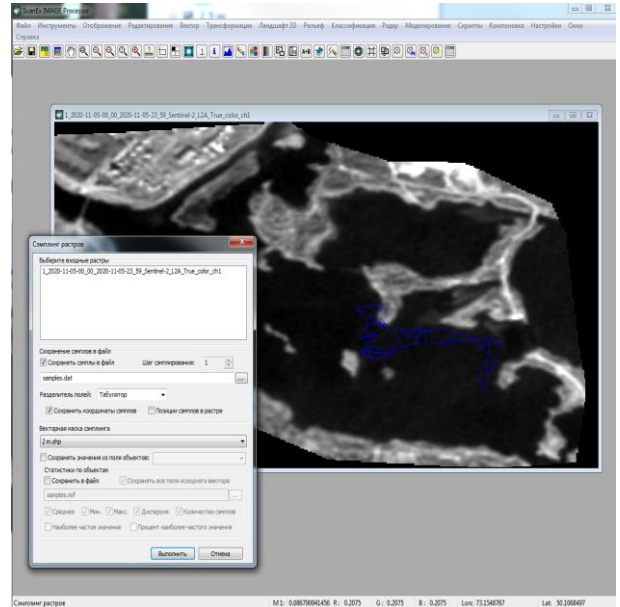 ScanEx IMAGE Processor
Файл Инструменты Отображение Редактирование Вектор Трансформация Ландшафт3D Рельеф Классификация Радар Моделирование Скрипты Компоновка Настройки Окно
Справка
1_2020-11-05-00_00_2020-11-05-23_59_Sentinel-2_L2A_True_color_ch1
Сэмплинг растров
Выберите входные растры:
1_2020-11-05-00_00_2020-11-05-23_59_Sentinel-2_L2A_True_color_ch1
Сохранение сэмплов в файл
Сохранить сэмплы в файл Шаг сэмплирования: 1
samples.dat ...
Разделитель полей: Табулятор
Сохранить координаты сэмплов Позиции сэмплов в растре
Векторная маска сэмплинга
2 m.shp
Сохранить значения из поля объектов:
Статистики по объектам
Сохранить в файл Сохранять все поля исходного вектора
samples.mif ...
Среднее Мин. Макс. Дисперсия Количество сэмплов
Наиболее частое значение Процент наиболее частого значения
Выполнить Отмена
Сэмплинг растров M 1: 0.086790941456 R: 0.2075 G: 0.2075 B: 0.2075 Lon: 73.1548767 Lat: 50.1068497